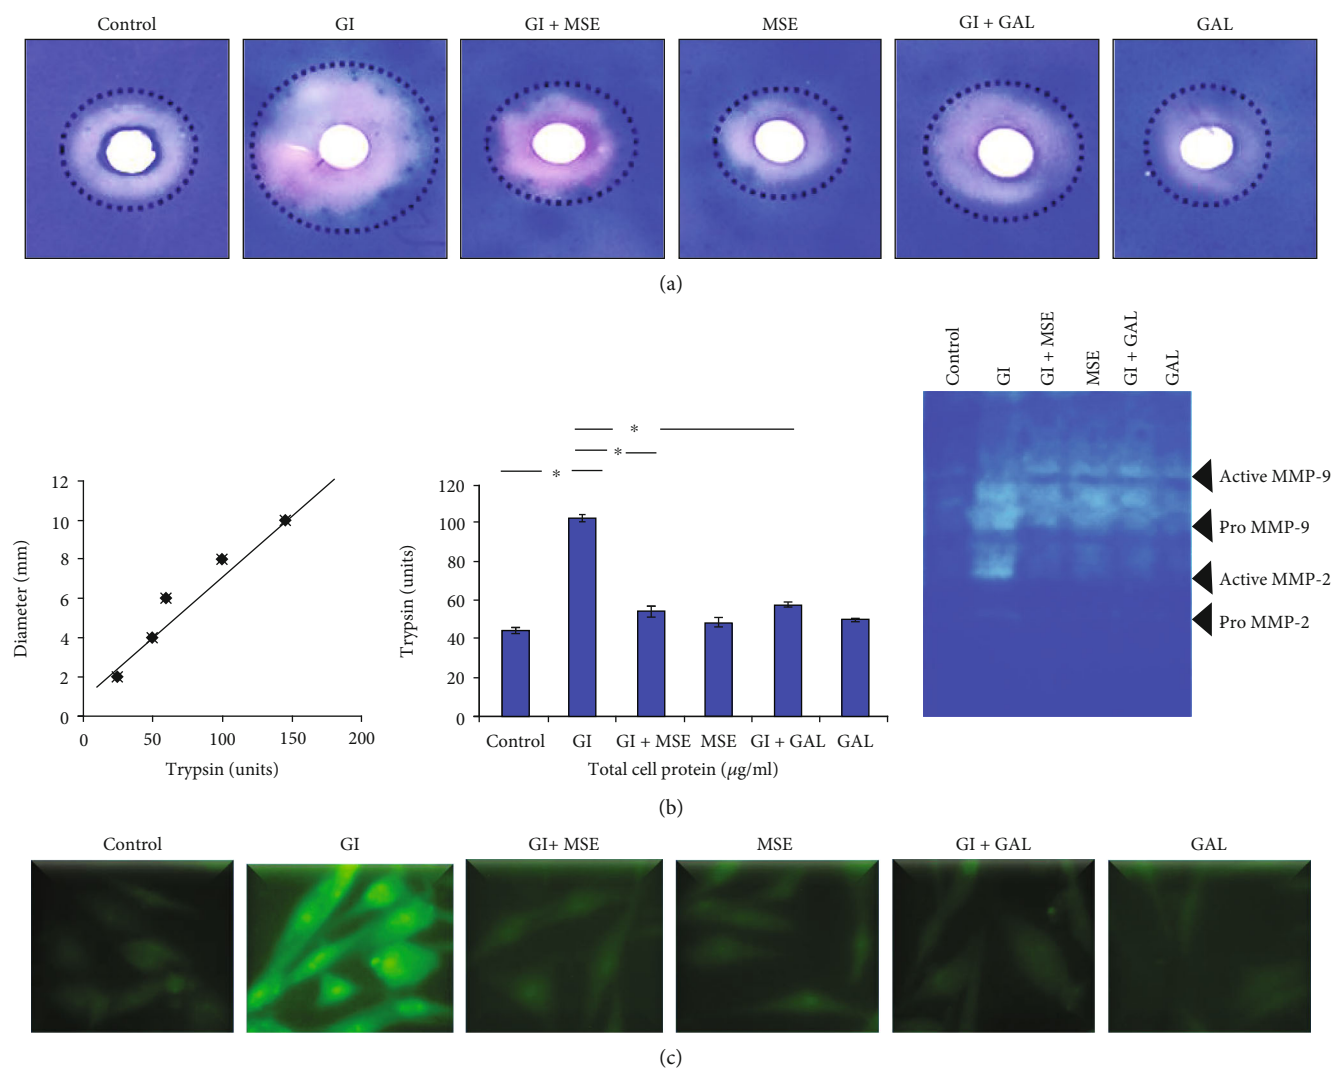 Control GI GI + MSE MSE GI + GAL GAL
(a)
12
10
8
6
4
2
0
0 50 100 150 200
Diameter (mm)
Trypsin (units)
* 
*
*
120
100
80
60
40
20
0
Trypsin (units)
Control GI GI + MSE MSE GI + GAL GAL
Total cell protein (µg/ml)
Control GI GI + MSE MSE GI + GAL GAL
Active MMP-9
Pro MMP-9
Active MMP-2
Pro MMP-2
(b)
Control GI GI+ MSE MSE GI + GAL GAL
(c)